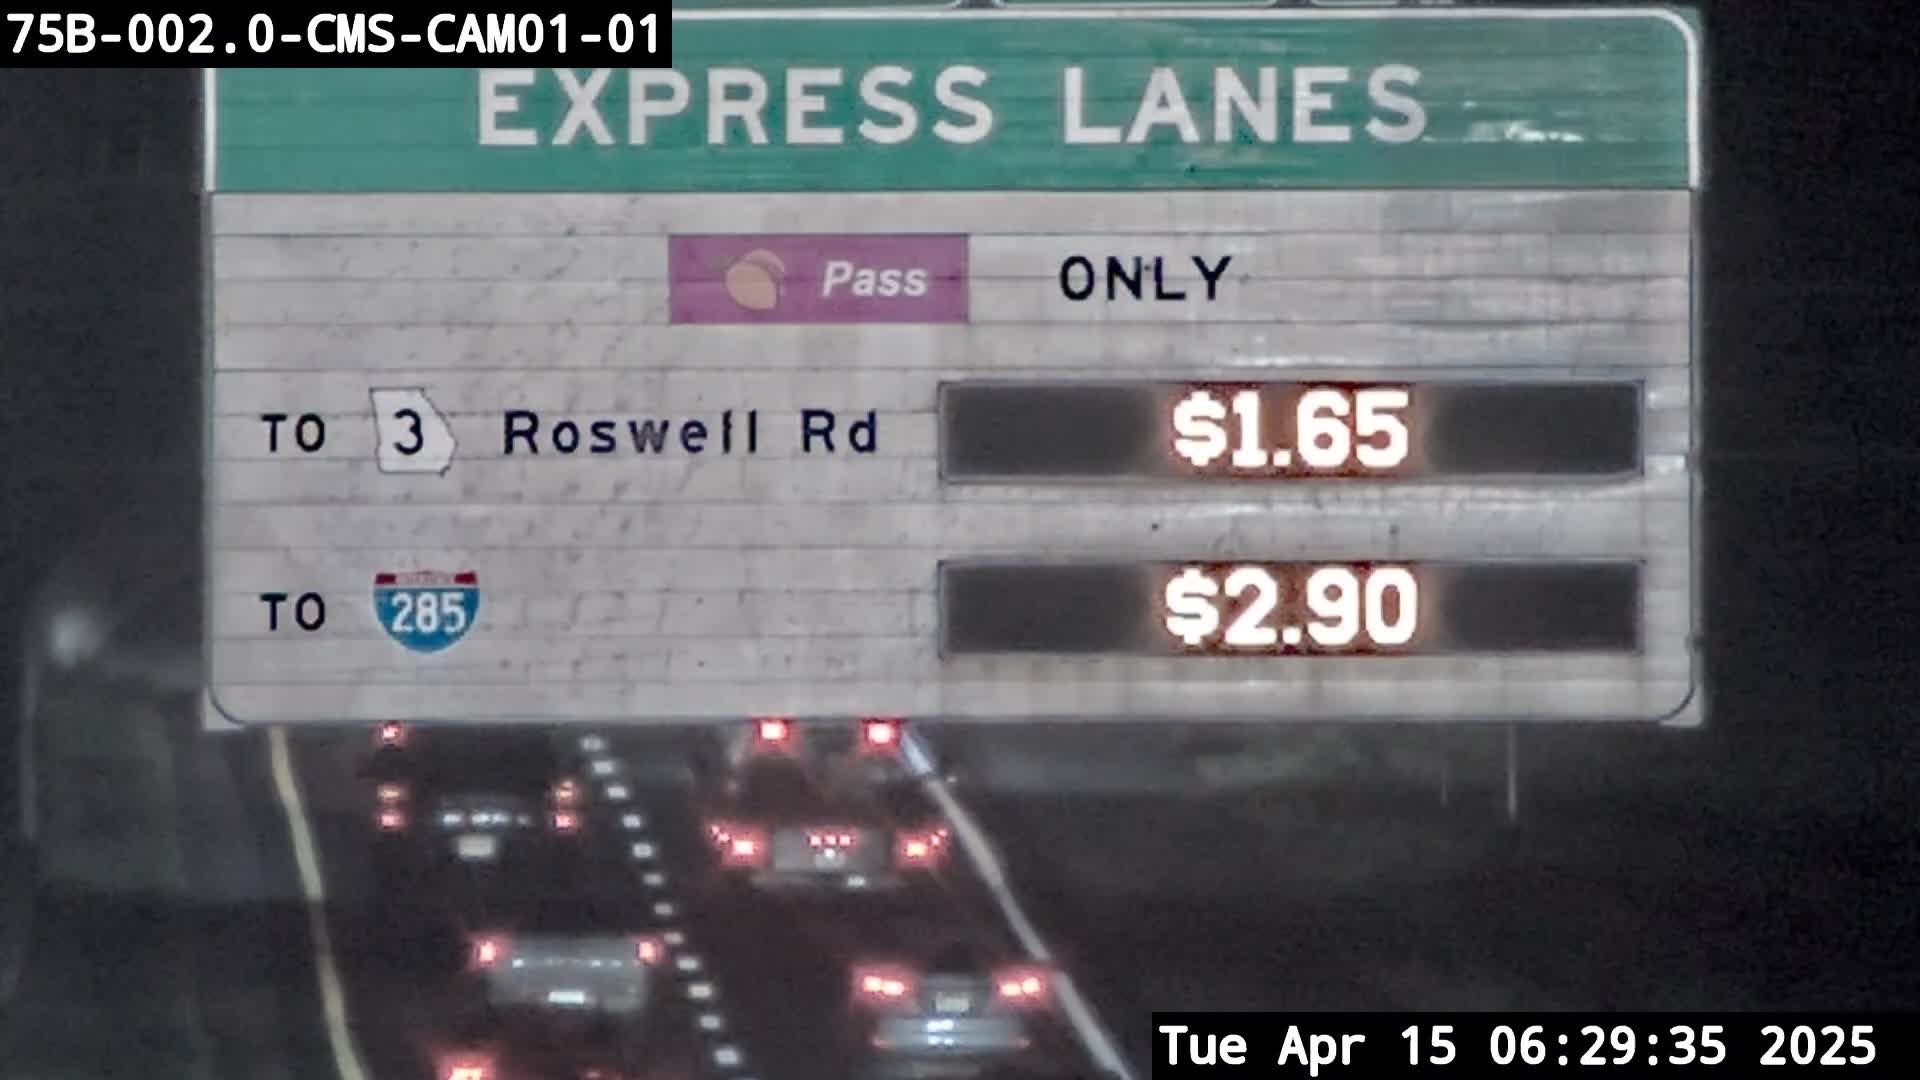 75B-002.0-CMS-CAM01-01
EXPRESS LANES
Pass ONLY
TO 3 Roswell Rd $1.65
TO 285 $2.90
Tue Apr 15 06:29:35 2025